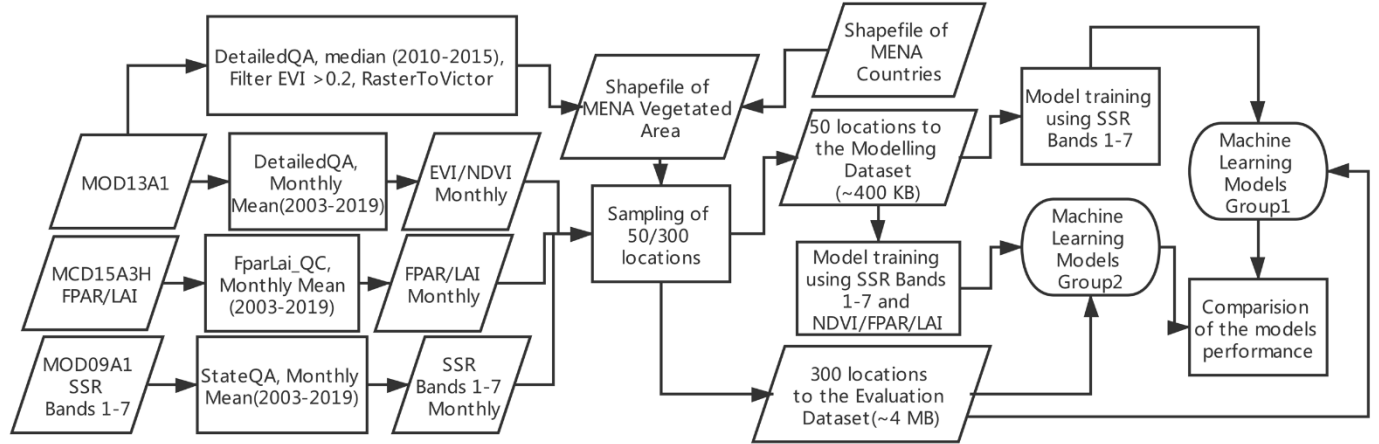 DetailedQA, median (2010-2015),
Filter EVI >0.2, RasterToVictor
Shapefile of
MENA Vegetated
Area
Shapefile of
MENA
Countries
MOD13A1
DetailedQA,
Monthly
Mean(2003-2019)
EVI/NDVI
Monthly
MCD15A3H
FPAR/LAI
FparLai_QC,
Monthly Mean
(2003-2019)
FPAR/LAI
Monthly
MOD09A1
SSR
Bands 1-7
StateQA, Monthly
Mean(2003-2019)
SSR
Bands 1-7
Monthly
Sampling of
50/300
locations
50 locations to
the Modelling
Dataset
(~400 KB)
Model training
using SSR
Bands 1-7
Machine
Learning
Models
Group1
Model training
using SSR Bands
1-7 and
NDVI/FPAR/LAI
Machine
Learning
Models
Group2
Comparision
of the models
performance
300 locations
to the Evaluation
Dataset(~4 MB)